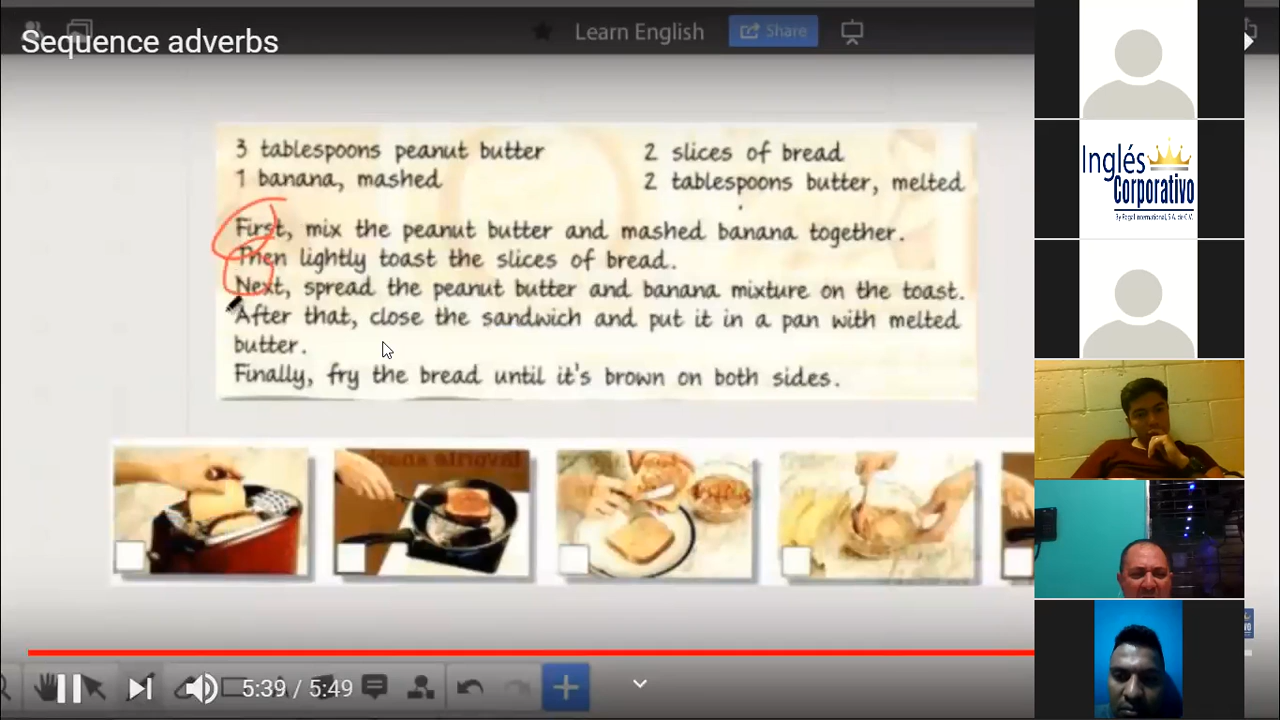 Sequence adverbs
Learn English
Share
3 tablespoons peanut butter
2 slices of bread
1 banana, mashed
2 tablespoons butter, melted
First, mix the peanut butter and mashed banana together.
Then lightly toast the slices of bread.
Next, spread the peanut butter and banana mixture on the toast.
After that, close the sandwich and put it in a pan with melted
butter.
Finally, fry the bread until it's brown on both sides.
5:39 / 5:49
Inglés
Corporativo